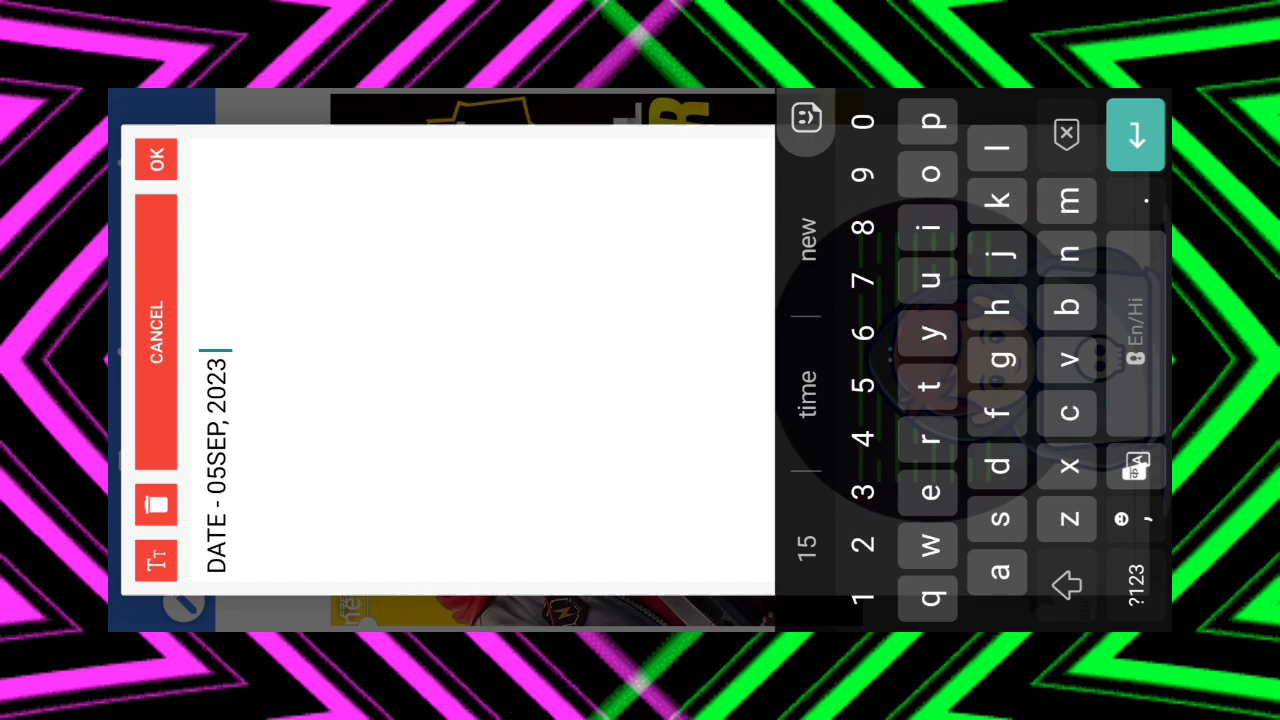 TT
CANCEL
OK
DATE - 05SEP, 2023
15 time new
1 2 3 4 5 6 7 8 9 0
q w e r t y u i o p
a s d f g h j k l
z x c v b n m
?123 , En/Hi .